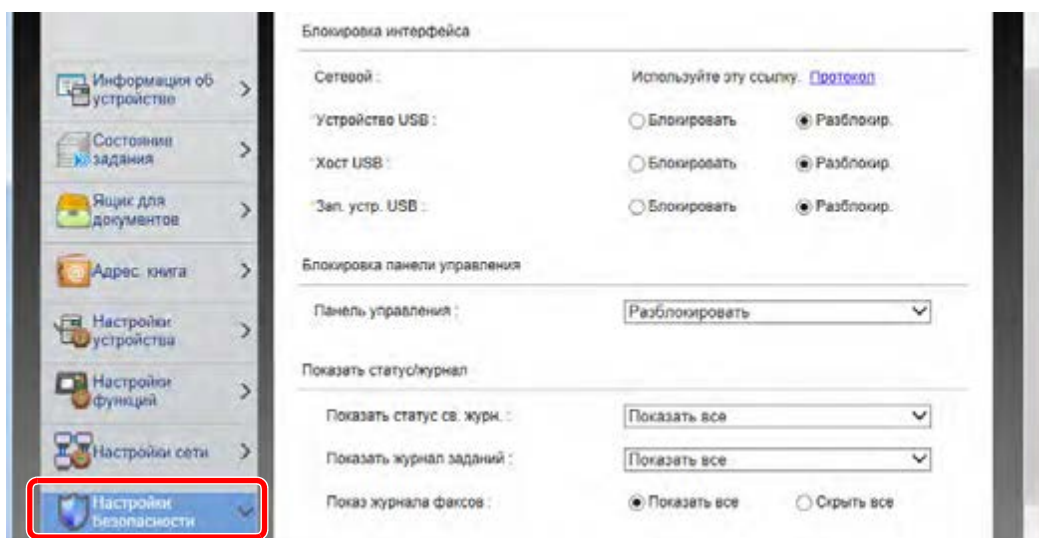 Блокировка интерфейса
Информация об
устройстве
Сетевой :
Используйте эту ссылку. Протокол
*Устройство USB :
Блокировать
Разблокир.
Состояние
задания
*Хост USB :
Блокировать
Разблокир.
Ящик для
документов
*Зап. устр. USB :
Блокировать
Разблокир.
Адрес. книга
Блокировка панели управления
Настройки
устройства
Панель управления :
Разблокировать
Настройки
функций
Показать статус/журнал
Показать статус св. журн. :
Показать все
Настройки сети
Показать журнал заданий :
Показать все
Настройки
Безопасности
Показ журнала факсов :
Показать все
Скрыть все